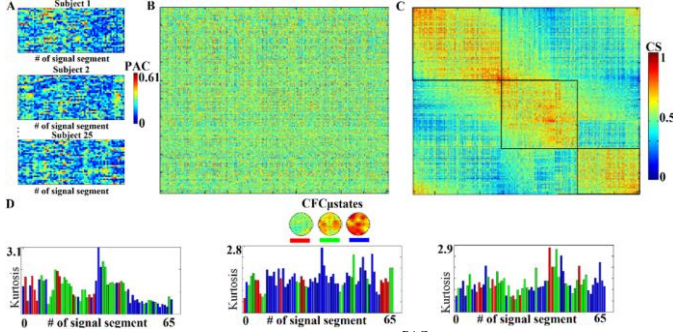 A
Subject 1
# of signal segment
Subject 2
# of signal segment
Subject 25
# of signal segment
PAC
0.61
0
B
C
CS
1
0.5
0
D
CFCμstates
3.1
Kurtosis
0
# of signal segment
65
2.8
Kurtosis
0
# of signal segment
65
2.9
Kurtosis
0
# of signal segment
65